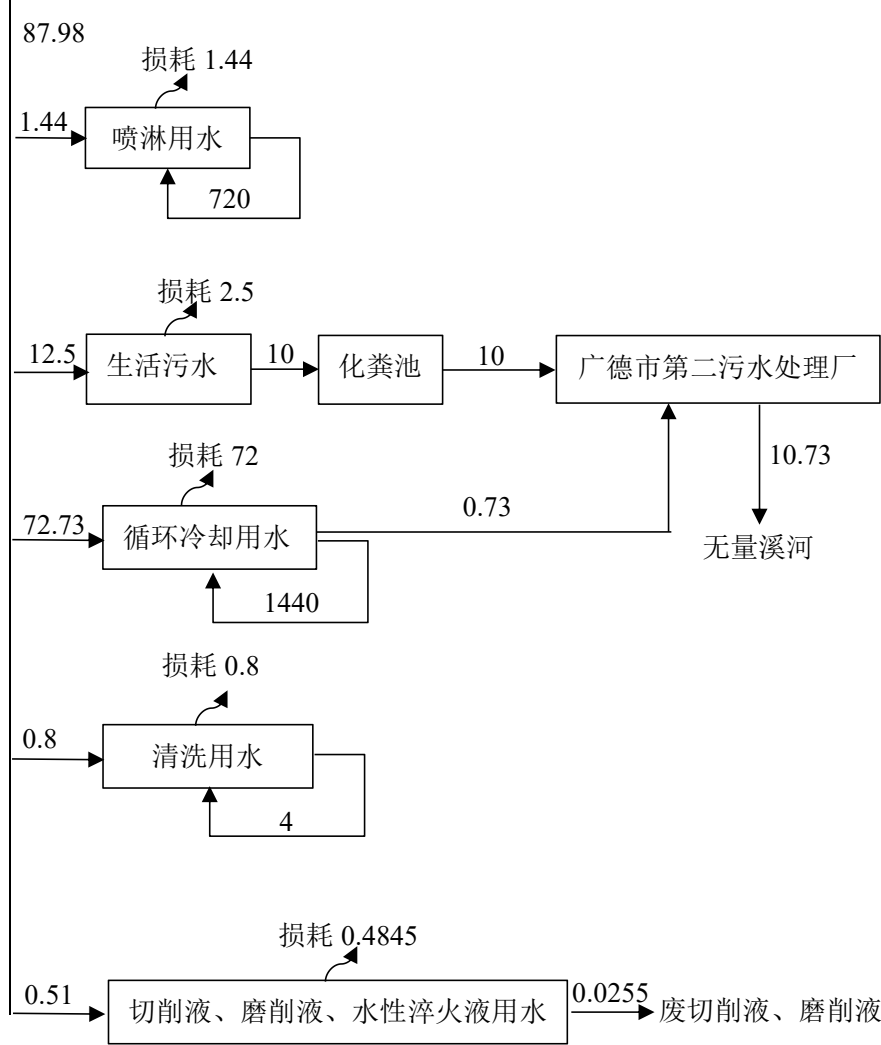 87.98
损耗 1.44
1.44
喷淋用水
720
损耗 2.5
12.5
生活污水
10
化粪池
10
广德市第二污水处理厂
10.73
无量溪河
损耗 72
72.73
循环冷却用水
0.73
1440
损耗 0.8
0.8
清洗用水
4
损耗 0.4845
0.51
切削液、磨削液、水性淬火液用水
0.0255
废切削液、磨削液